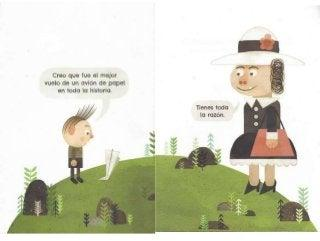 Creo que fue el mejor
vuelo de un avión de papel
en toda la historia.
Tienes toda
la razón.